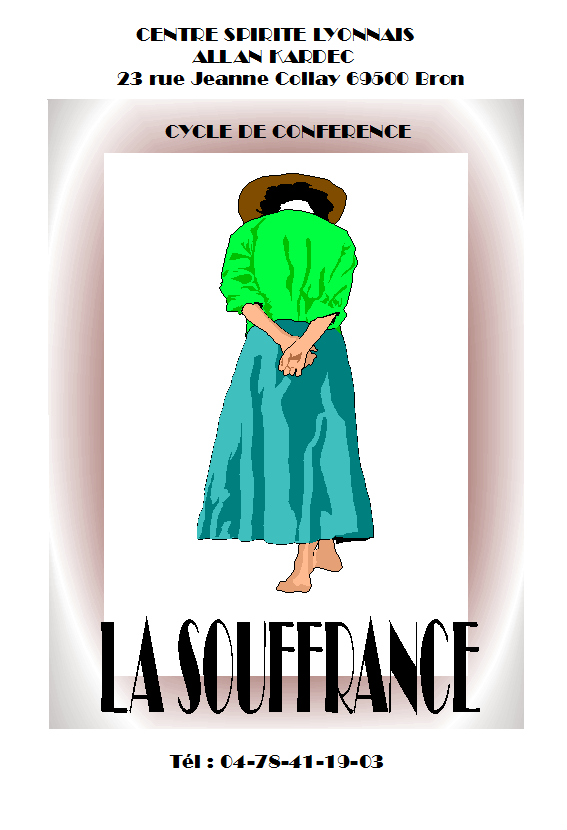 CENTRE SPIRITE LYONNAIS
ALLAN KARDEC
23 rue Jeanne Collay 69500 Bron
CYCLE DE CONFERENCE
LA SOUFFRANCE
Tél : 04-78-41-19-03